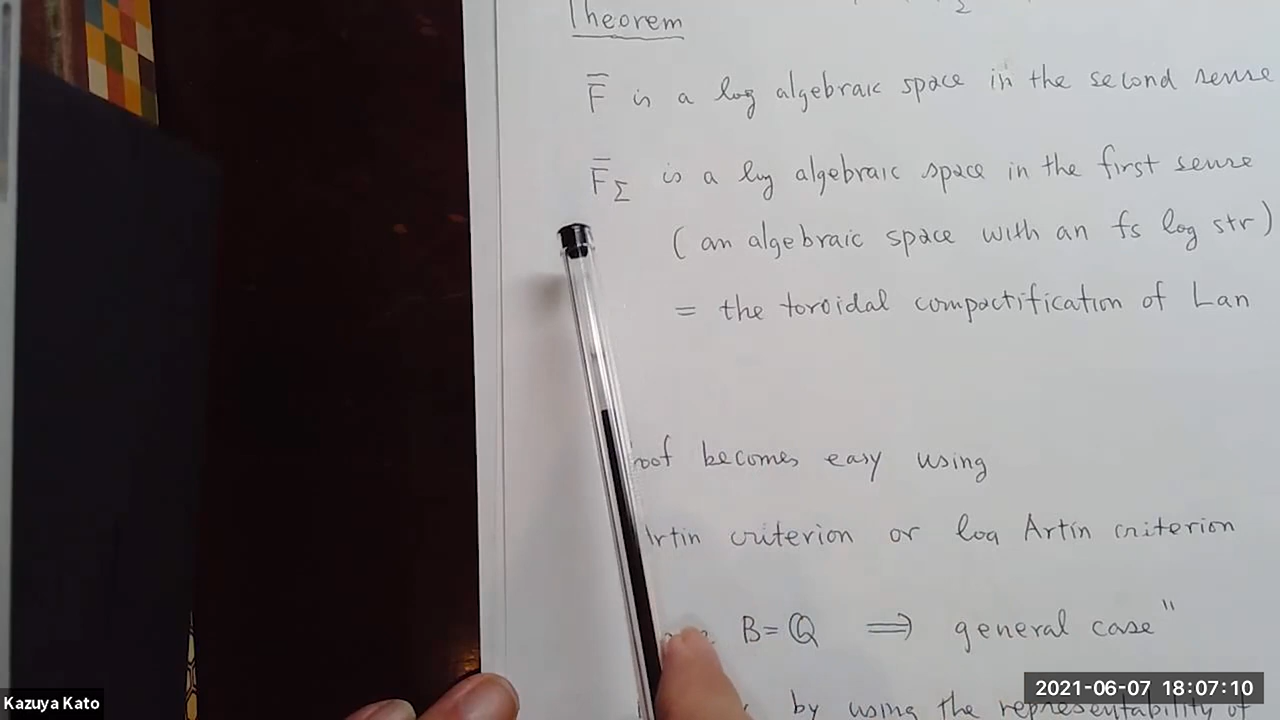 Theorem
F̅ is a log algebraic space in the second sense
F̅_Σ is a log algebraic space in the first sense
( an algebraic space with an fs log str )
= the toroidal compactification of Lan
oof becomes easy using
Artin criterion or log Artin criterion
B = ℚ ⟹ general case"
by using the representability of
Kazuya Kato
2021-06-07 18:07:10